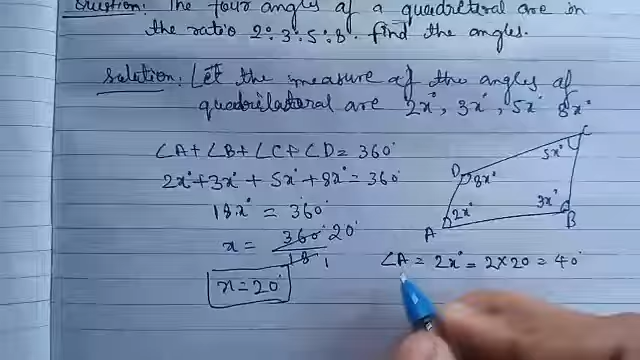 Question: The four angles of a quadrilateral are in
the ratio 2:3:5:8. find the angles.
Solution: Let the measure of the angles of
quadrilateral are 2x°, 3x°, 5x° 8x°
∠A+∠B+∠C+∠D=360°
2x°+3x°+5x°+8x°=360
18x°=360°
x=360° 20
18 1
x=20°
C
5x°
D 8x°
3x°
2x°
A B
∠A=2x°=2×20=40°